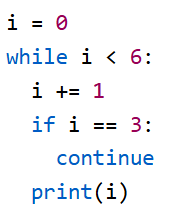 i = 0
while i < 6:
  i += 1
  if i == 3:
    continue
  print(i)